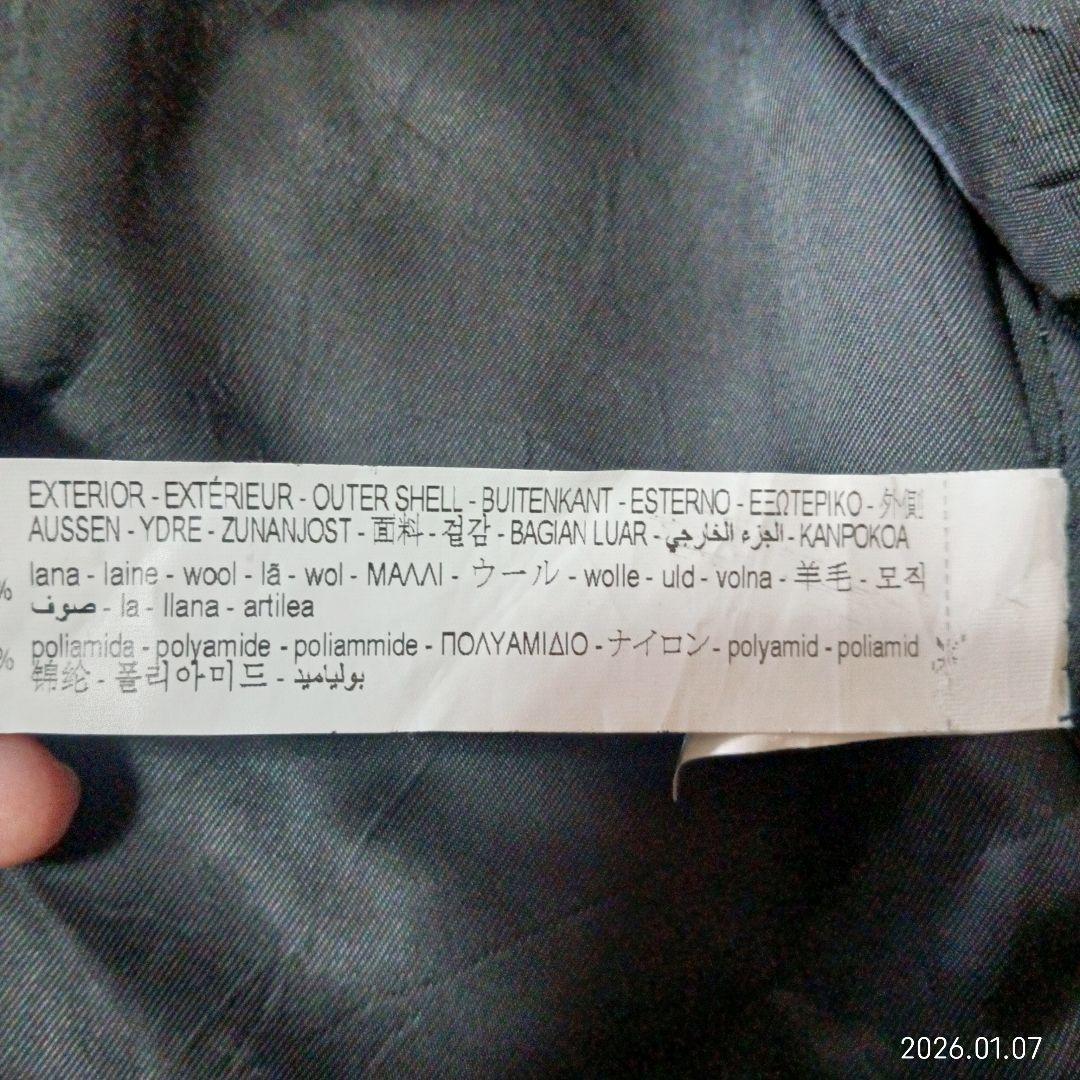 EXTERIOR - EXTÉRIEUR - OUTER SHELL - BUITENKANT - ESTERNO - ΕΞΩΤΕΡΙΚΟ - 外側
AUSSEN - YDRE - ZUNANJOST - 面料 - 겉감 - BAGIAN LUAR - الجزء الخارجي - KANPOKOA
% lana - laine - wool - lã - wol - ΜΑΛΛΙ - ウール - wolle - uld - volna - 羊毛 - 모직
صوف - la - llana - artilea
% poliamida - polyamide - poliammide - ΠΟΛΥΑΜΙΔΙΟ - ナイロン - polyamid - poliamid
锦纶 - 폴리아미드 - بولياميد
2026.01.07